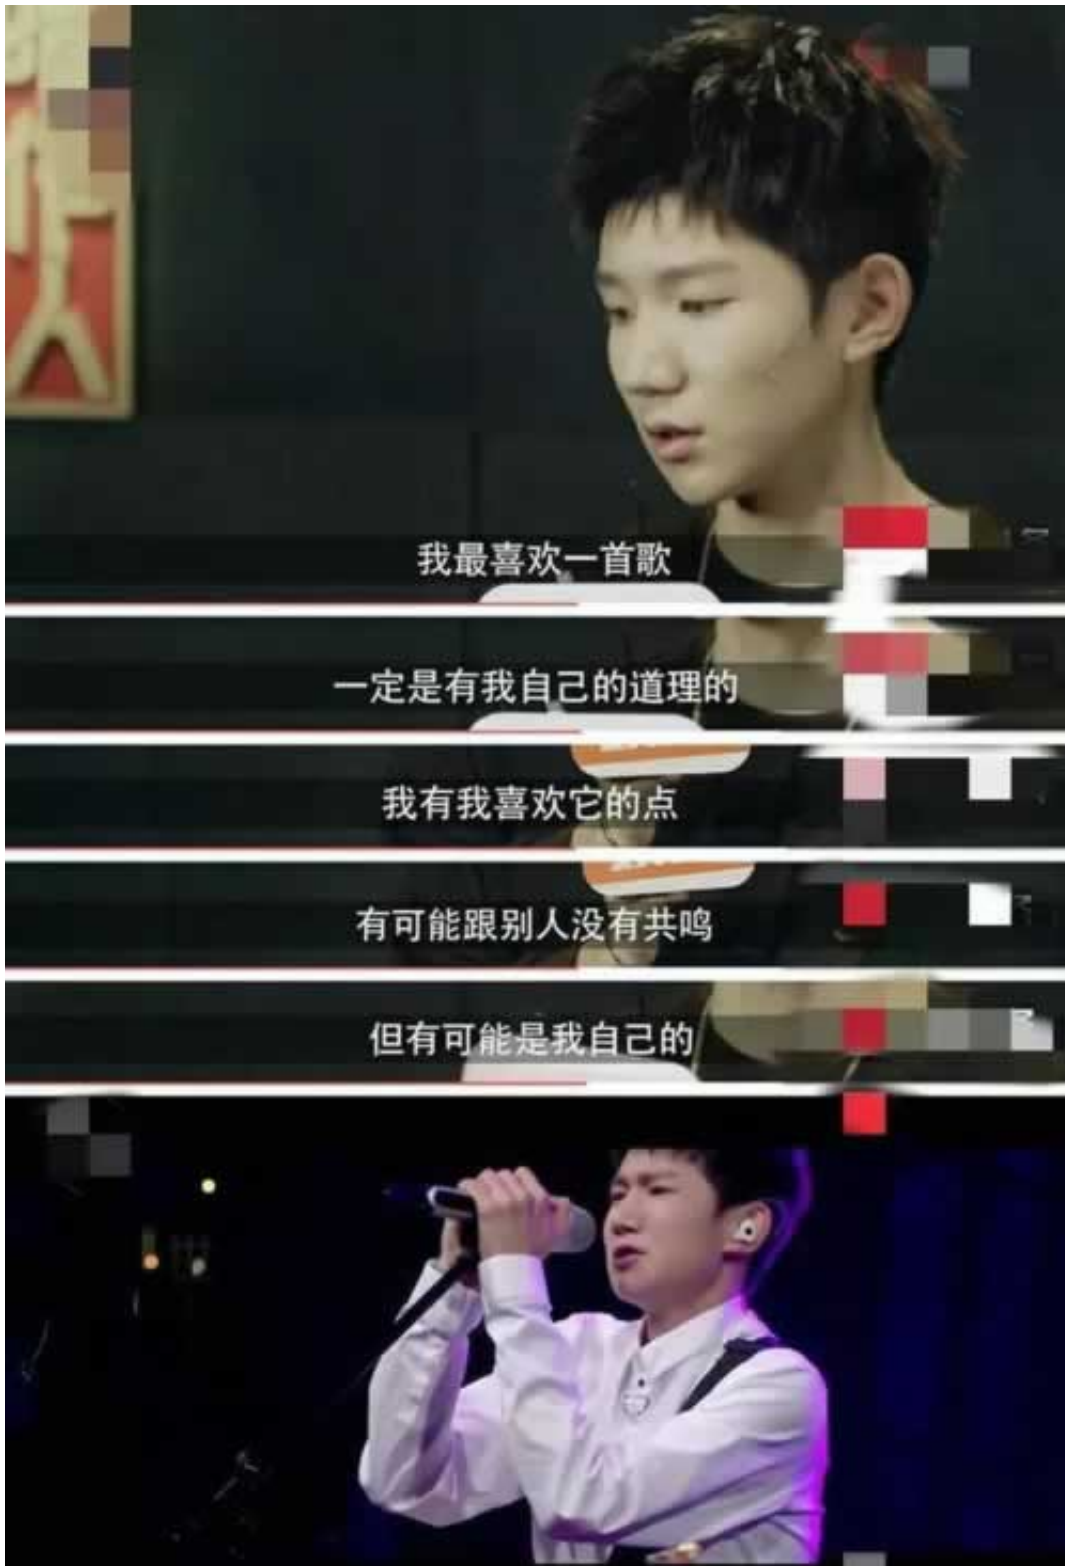 我最喜欢一首歌
一定是有我自己的道理的
我有我喜欢它的点
有可能跟别人没有共鸣
但有可能是我自己的